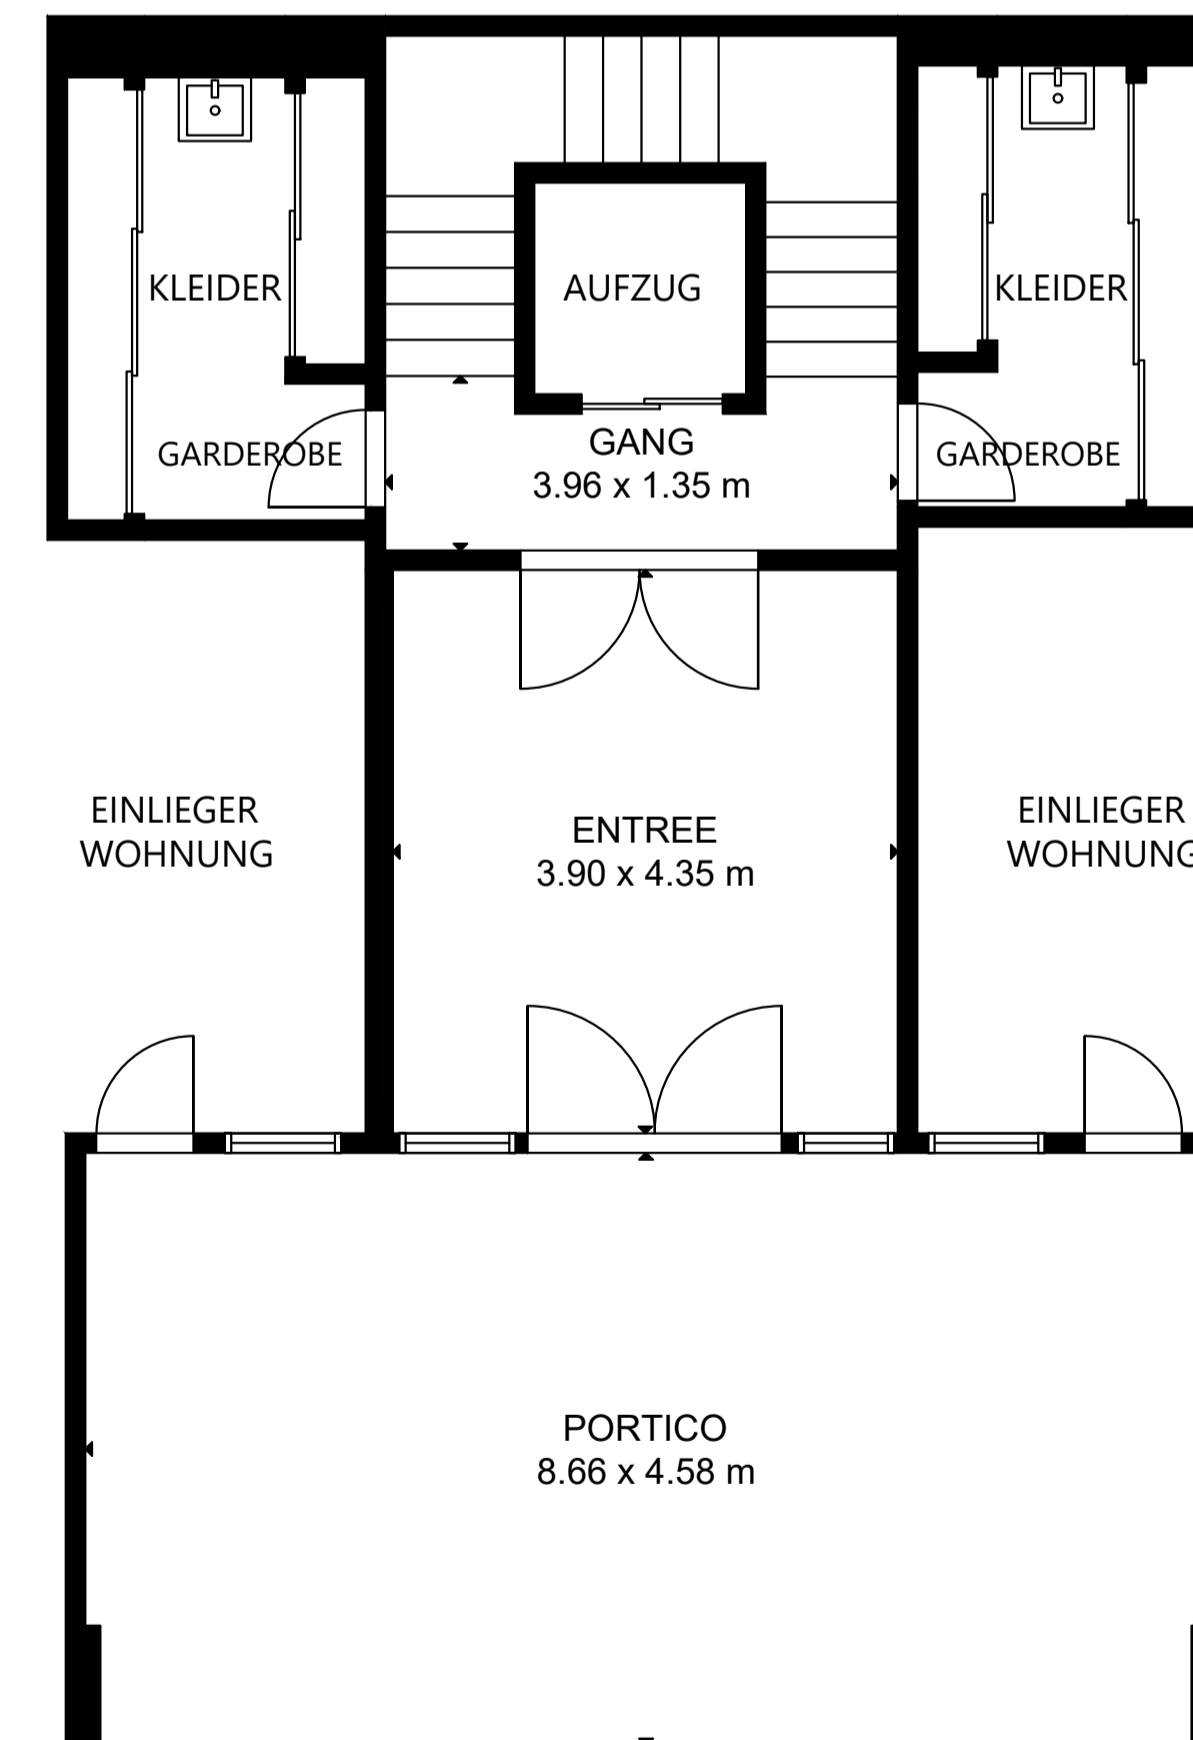 KLEIDER
AUFZUG
KLEIDER
GARDEROBE
GANG
3.96 x 1.35 m
GARDEROBE
EINLIEGER
WOHNUNG
ENTREE
3.90 x 4.35 m
EINLIEGER
WOHNUNG
PORTICO
8.66 x 4.58 m